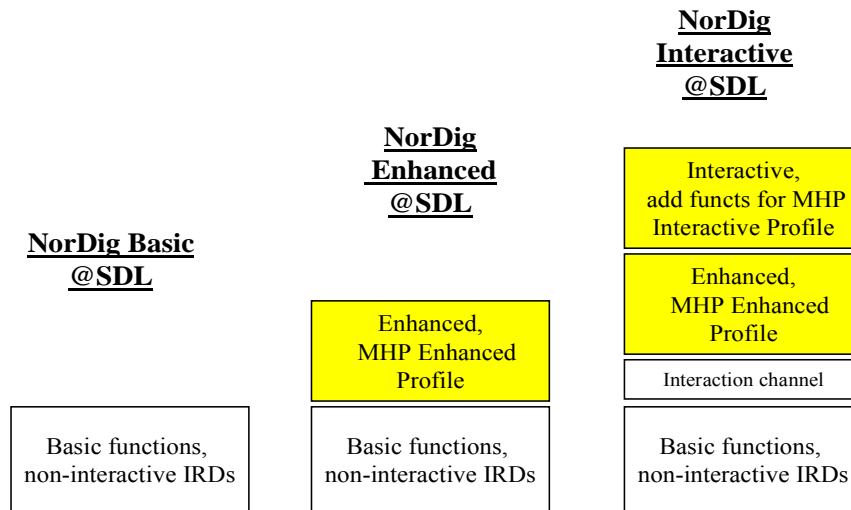 NorDig Basic
@SDL
Basic functions,
non-interactive IRDs
NorDig
Enhanced
@SDL
Enhanced,
MHP Enhanced
Profile
Basic functions,
non-interactive IRDs
NorDig
Interactive
@SDL
Interactive,
add functs for MHP
Interactive Profile
Enhanced,
MHP Enhanced
Profile
Interaction channel
Basic functions,
non-interactive IRDs